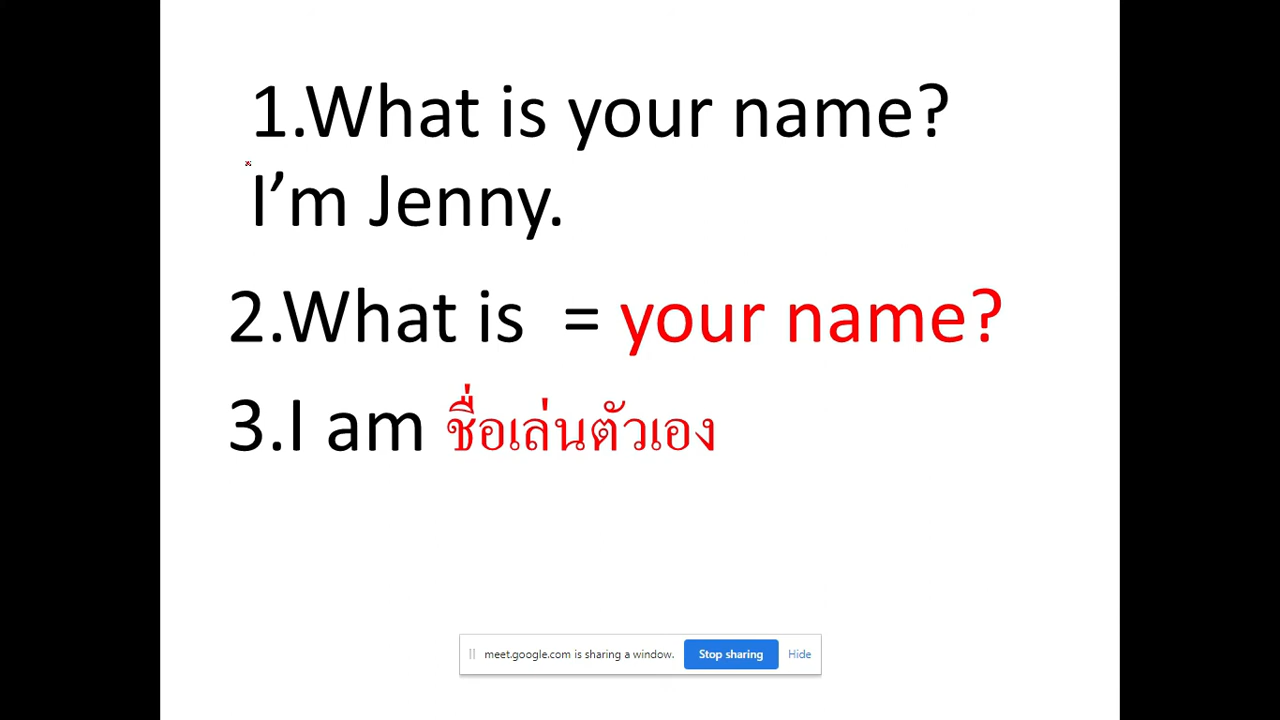 1.What is your name?
I’m Jenny.
2.What is  = your name?
3.I am ชื่อเล่นตัวเอง
meet.google.com is sharing a window. Stop sharing Hide